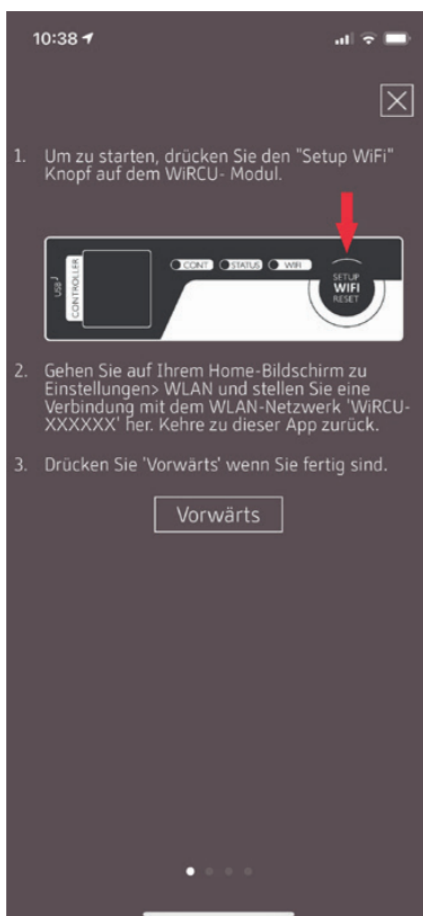 10:38
1. Um zu starten, drücken Sie den "Setup WiFi"
Knopf auf dem WiRCU- Modul.
USB
CONTROLLER
CONT
STATUS
WIFI
SETUP
WIFI
RESET
2. Gehen Sie auf Ihrem Home-Bildschirm zu
Einstellungen> WLAN und stellen Sie eine
Verbindung mit dem WLAN-Netzwerk 'WiRCU-
XXXXXX' her. Kehre zu dieser App zurück.
3. Drücken Sie 'Vorwärts' wenn Sie fertig sind.
Vorwärts